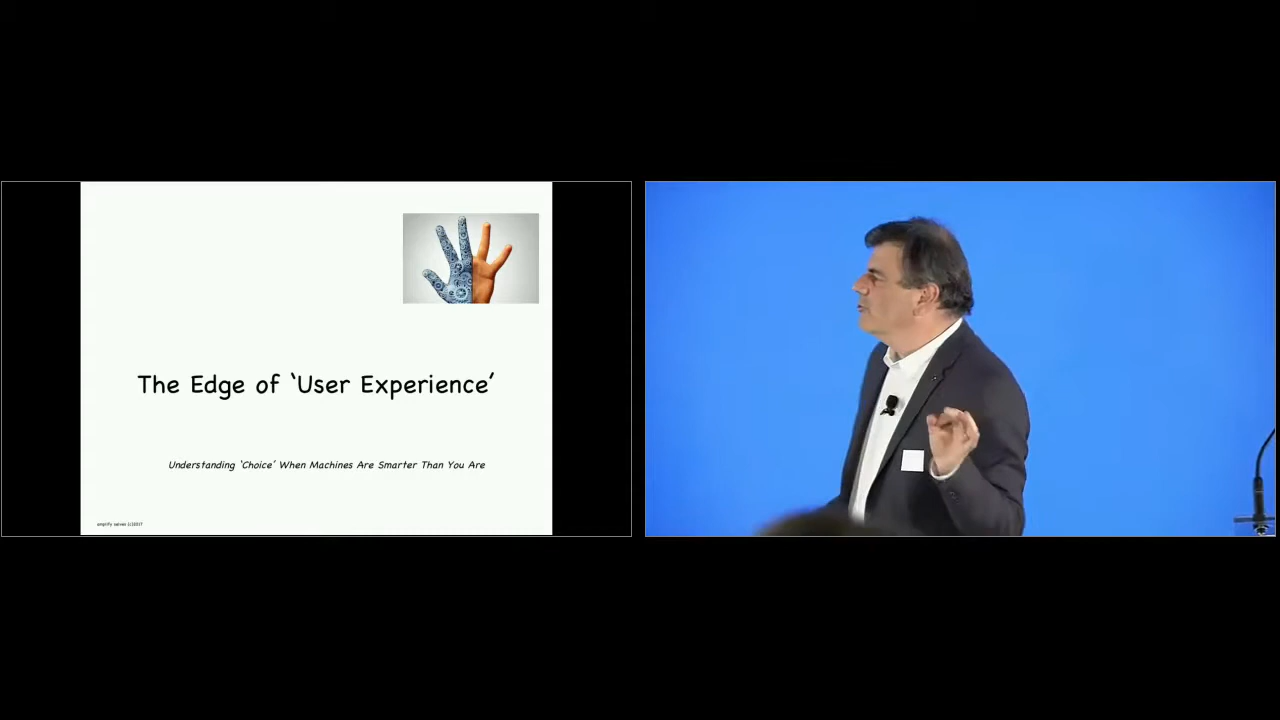 The Edge of ‘User Experience’
Understanding ‘Choice’ When Machines Are Smarter Than You Are